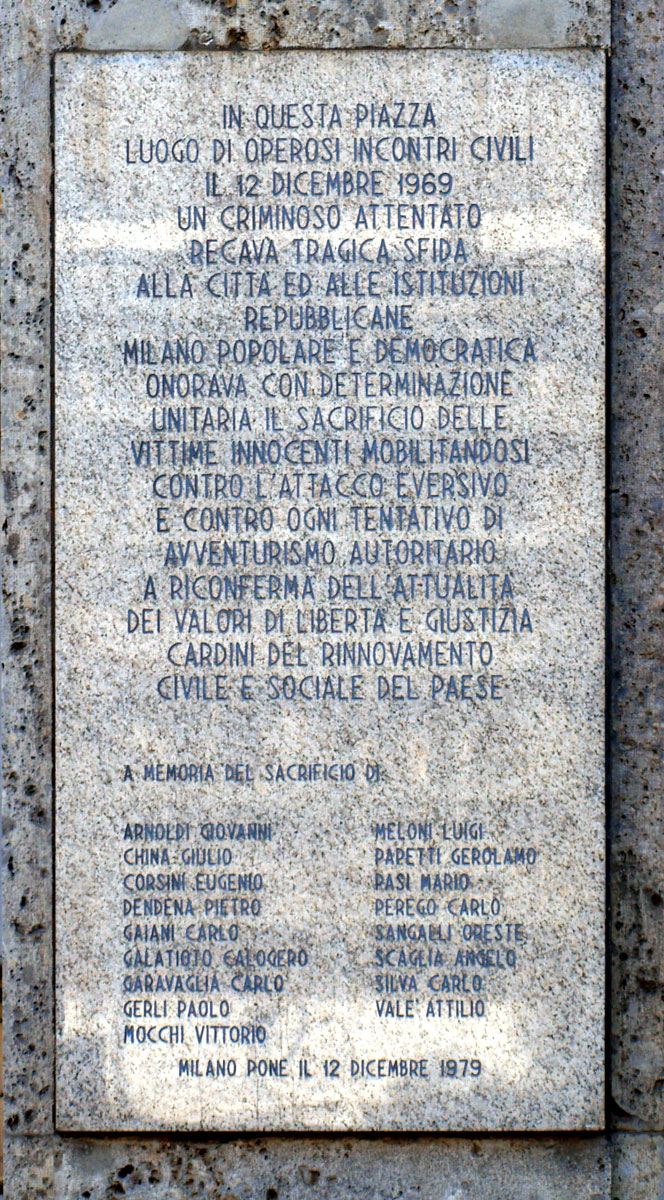 IN QUESTA PIAZZA
LUOGO DI OPEROSI INCONTRI CIVILI
IL 12 DICEMBRE 1969
UN CRIMINOSO ATTENTATO
RECAVA TRAGICA SFIDA
ALLA CITTÀ ED ALLE ISTITUZIONI
REPUBBLICANE
MILANO POPOLARE E DEMOCRATICA
ONORAVA CON DETERMINAZIONE
UNITARIA IL SACRIFICIO DELLE
VITTIME INNOCENTI MOBILITANDOSI
CONTRO L'ATTACCO EVERSIVO
E CONTRO OGNI TENTATIVO DI
AVVENTURISMO AUTORITARIO
A RICONFERMA DELL'ATTUALITÀ
DEI VALORI DI LIBERTÀ E GIUSTIZIA
CARDINI DEL RINNOVAMENTO
CIVILE E SOCIALE DEL PAESE
A MEMORIA DEL SACRIFICIO DI:
ARNOLDI GIOVANNI
CHINA GIULIO
CORSINI EUGENIO
DENDENA PIETRO
GAIANI CARLO
GALATIOTO CALOGERO
GARAVAGLIA CARLO
GERLI PAOLO
MOCCHI VITTORIO
MELONI LUIGI
PAPETTI GEROLAMO
PASI MARIO
PEREGO CARLO
SANGALLI ORESTE
SCAGLIA ANGELO
SILVA CARLO
VALE' ATTILIO
MILANO PONE IL 12 DICEMBRE 1979